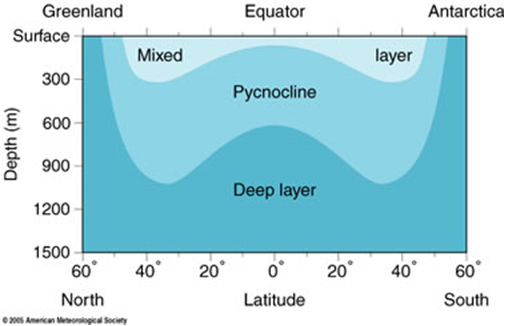 Greenland Equator Antarctica
Surface
Mixed layer
300
Pycnocline
600
900
Deep layer
1200
1500
Depth (m)
60° 40° 20° 0° 20° 40° 60°
North Latitude South
© 2005 American Meteorological Society